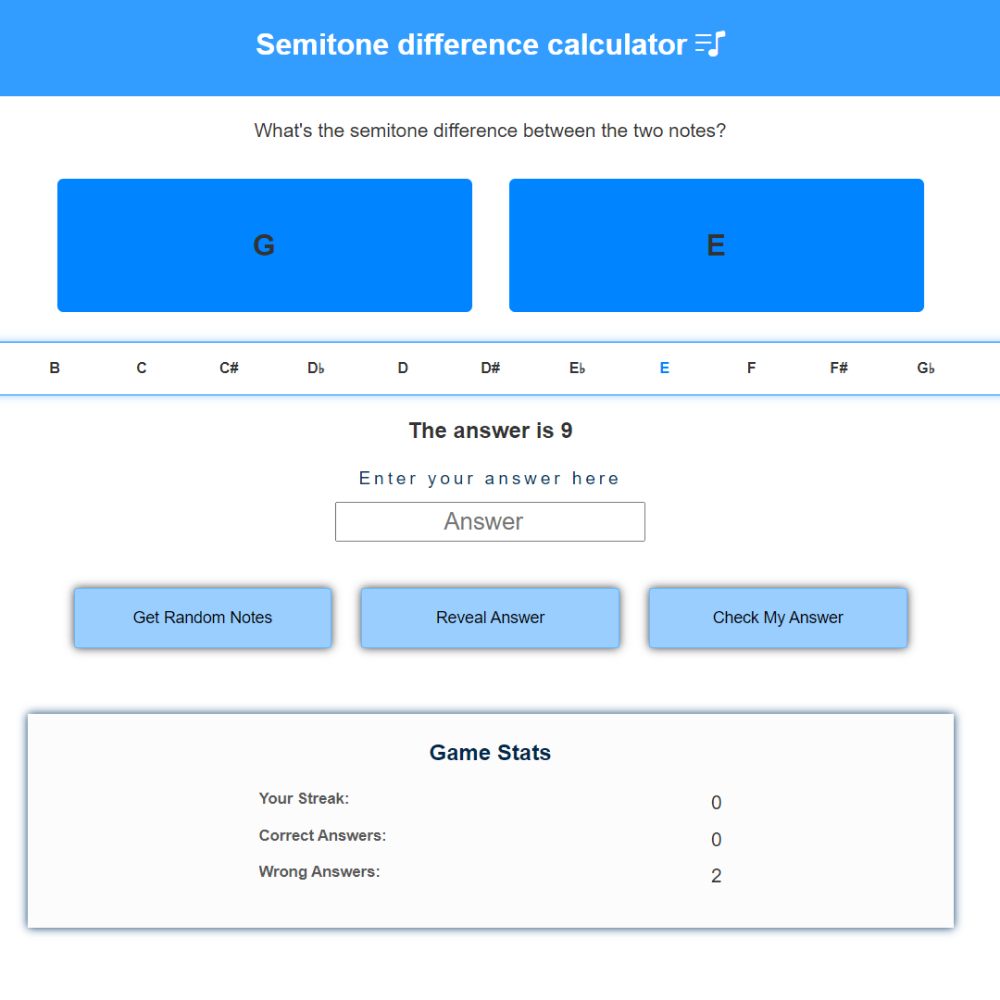 Semitone difference calculator
What's the semitone difference between the two notes?
G E
B C C# D♭ D D# E♭ E F F# G♭
The answer is 9
Enter your answer here
Answer
Get Random Notes Reveal Answer Check My Answer
Game Stats
Your Streak: 0
Correct Answers: 0
Wrong Answers: 2